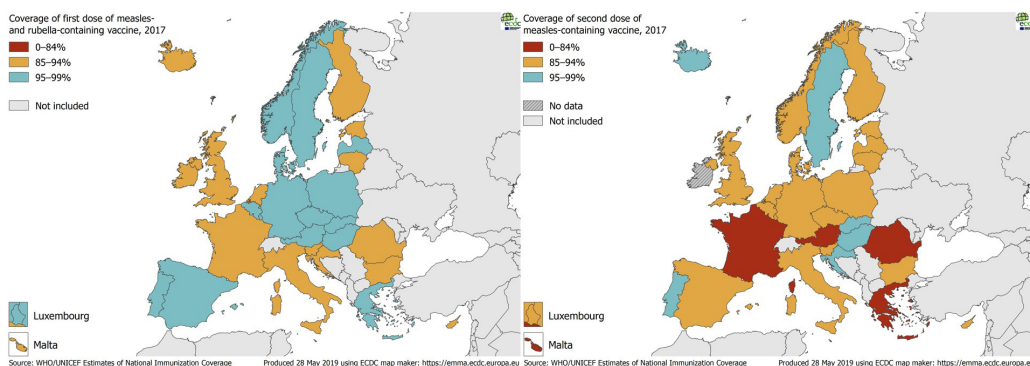 Coverage of first dose of measles-
and rubella-containing vaccine, 2017
0–84%
85–94%
95–99%
Not included
Luxembourg
Malta
Source: WHO/UNICEF Estimates of National Immunization Coverage
Produced 28 May 2019 using ECDC map maker: https://emma.ecdc.europa.eu
Coverage of second dose of
measles-containing vaccine, 2017
0–84%
85–94%
95–99%
No data
Not included
Luxembourg
Malta
Source: WHO/UNICEF Estimates of National Immunization Coverage
Produced 28 May 2019 using ECDC map maker: https://emma.ecdc.europa.eu